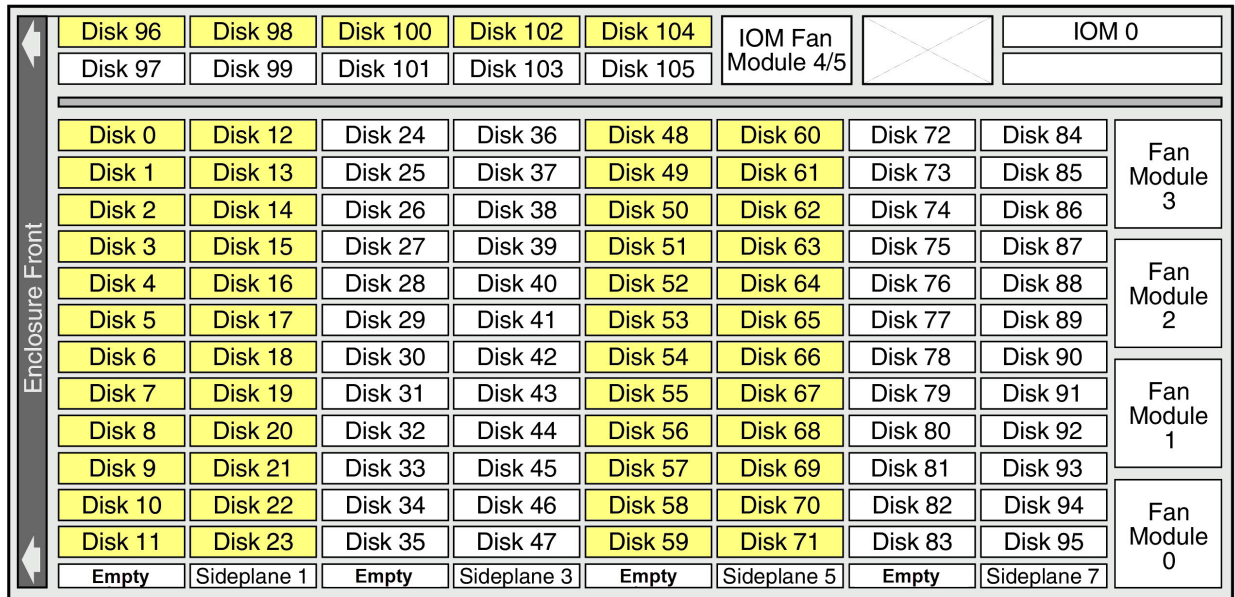 Enclosure Front
Disk 96 Disk 98 Disk 100 Disk 102 Disk 104 IOM Fan Module 4/5 IOM 0
Disk 97 Disk 99 Disk 101 Disk 103 Disk 105
Disk 0 Disk 12 Disk 24 Disk 36 Disk 48 Disk 60 Disk 72 Disk 84
Disk 1 Disk 13 Disk 25 Disk 37 Disk 49 Disk 61 Disk 73 Disk 85
Disk 2 Disk 14 Disk 26 Disk 38 Disk 50 Disk 62 Disk 74 Disk 86
Fan Module 3
Disk 3 Disk 15 Disk 27 Disk 39 Disk 51 Disk 63 Disk 75 Disk 87
Disk 4 Disk 16 Disk 28 Disk 40 Disk 52 Disk 64 Disk 76 Disk 88
Disk 5 Disk 17 Disk 29 Disk 41 Disk 53 Disk 65 Disk 77 Disk 89
Fan Module 2
Disk 6 Disk 18 Disk 30 Disk 42 Disk 54 Disk 66 Disk 78 Disk 90
Disk 7 Disk 19 Disk 31 Disk 43 Disk 55 Disk 67 Disk 79 Disk 91
Disk 8 Disk 20 Disk 32 Disk 44 Disk 56 Disk 68 Disk 80 Disk 92
Fan Module 1
Disk 9 Disk 21 Disk 33 Disk 45 Disk 57 Disk 69 Disk 81 Disk 93
Disk 10 Disk 22 Disk 34 Disk 46 Disk 58 Disk 70 Disk 82 Disk 94
Disk 11 Disk 23 Disk 35 Disk 47 Disk 59 Disk 71 Disk 83 Disk 95
Fan Module 0
Empty Sideplane 1 Empty Sideplane 3 Empty Sideplane 5 Empty Sideplane 7